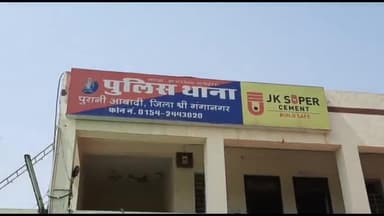 पुलिस थाना
पुरानी आबादी, जिला श्री गंगानगर
फोन नं. 0154-2443020
JK SUPER
CEMENT
BUILD SAFE